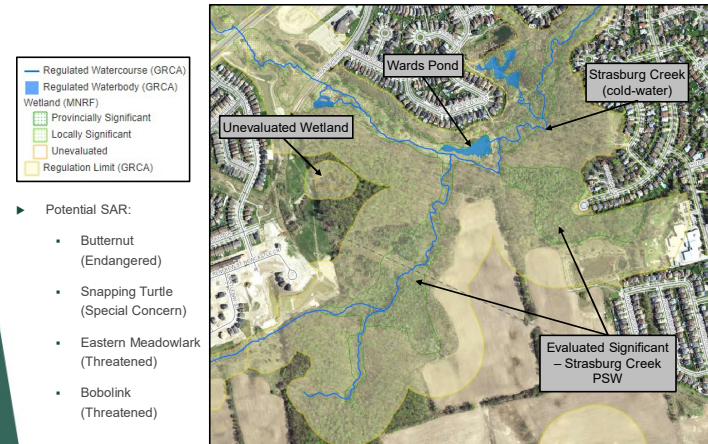 Regulated Watercourse (GRCA)
Regulated Waterbody (GRCA)
Wetland (MNRF)
Provincially Significant
Locally Significant
Unevaluated
Regulation Limit (GRCA)
Potential SAR:
Butternut
(Endangered)
Snapping Turtle
(Special Concern)
Eastern Meadowlark
(Threatened)
Bobolink
(Threatened)
Wards Pond
Strasburg Creek
(cold-water)
Unevaluated Wetland
Evaluated Significant
– Strasburg Creek
PSW